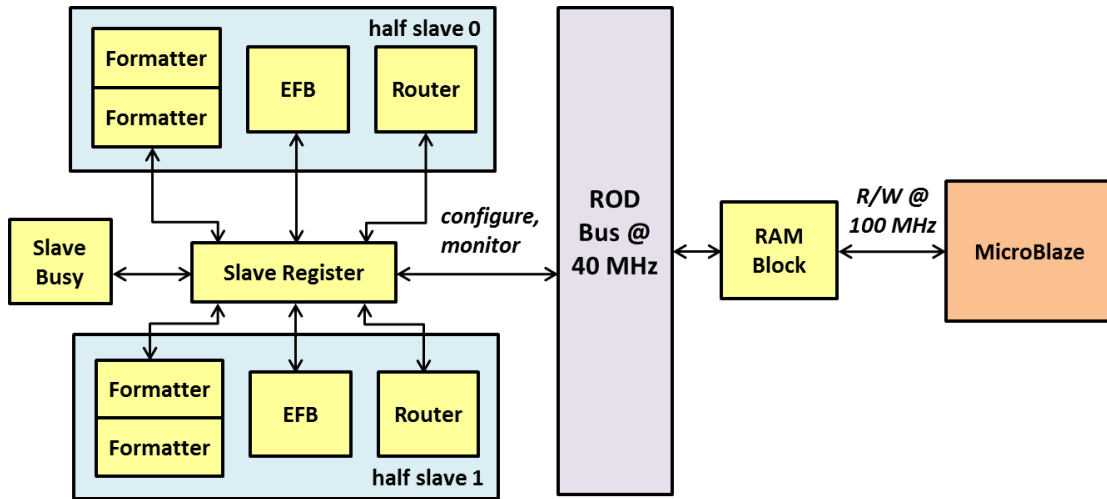 half slave 0
Formatter
Formatter
EFB
Router
configure,
monitor
Slave
Busy
Slave Register
ROD
Bus @
40 MHz
RAM
Block
R/W @
100 MHz
MicroBlaze
Formatter
Formatter
EFB
Router
half slave 1